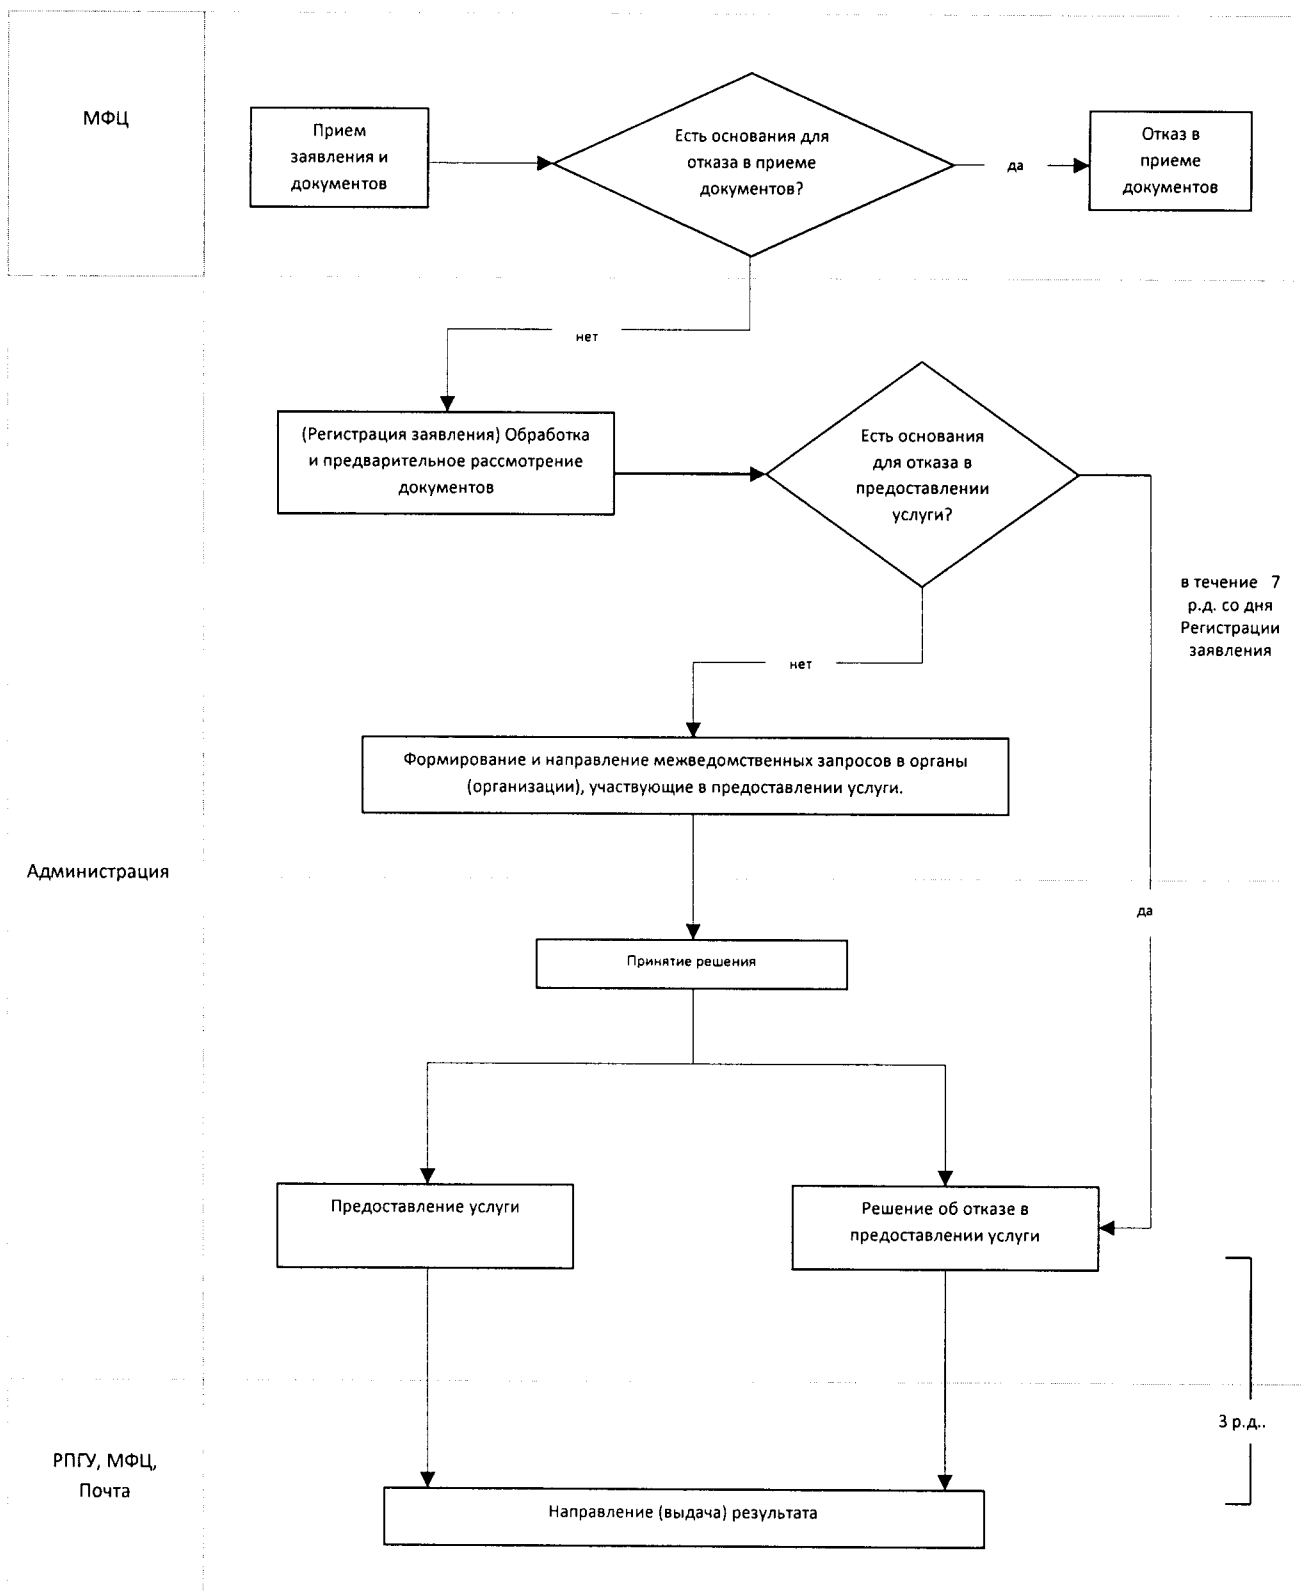 МФЦ
Прием
заявления и
документов
Есть основания для
отказа в приеме
документов?
да
Отказ в
приеме
документов
нет
(Регистрация заявления) Обработка
и предварительное рассмотрение
документов
Есть основания
для отказа в
предоставлении
услуги?
в течение 7
р.д. со дня
Регистрации
заявления
нет
Формирование и направление межведомственных запросов в органы
(организации), участвующие в предоставлении услуги.
Администрация
да
Принятие решения
Предоставление услуги
Решение об отказе в
предоставлении услуги
3 р.д..
РПГУ, МФЦ,
Почта
Направление (выдача) результата